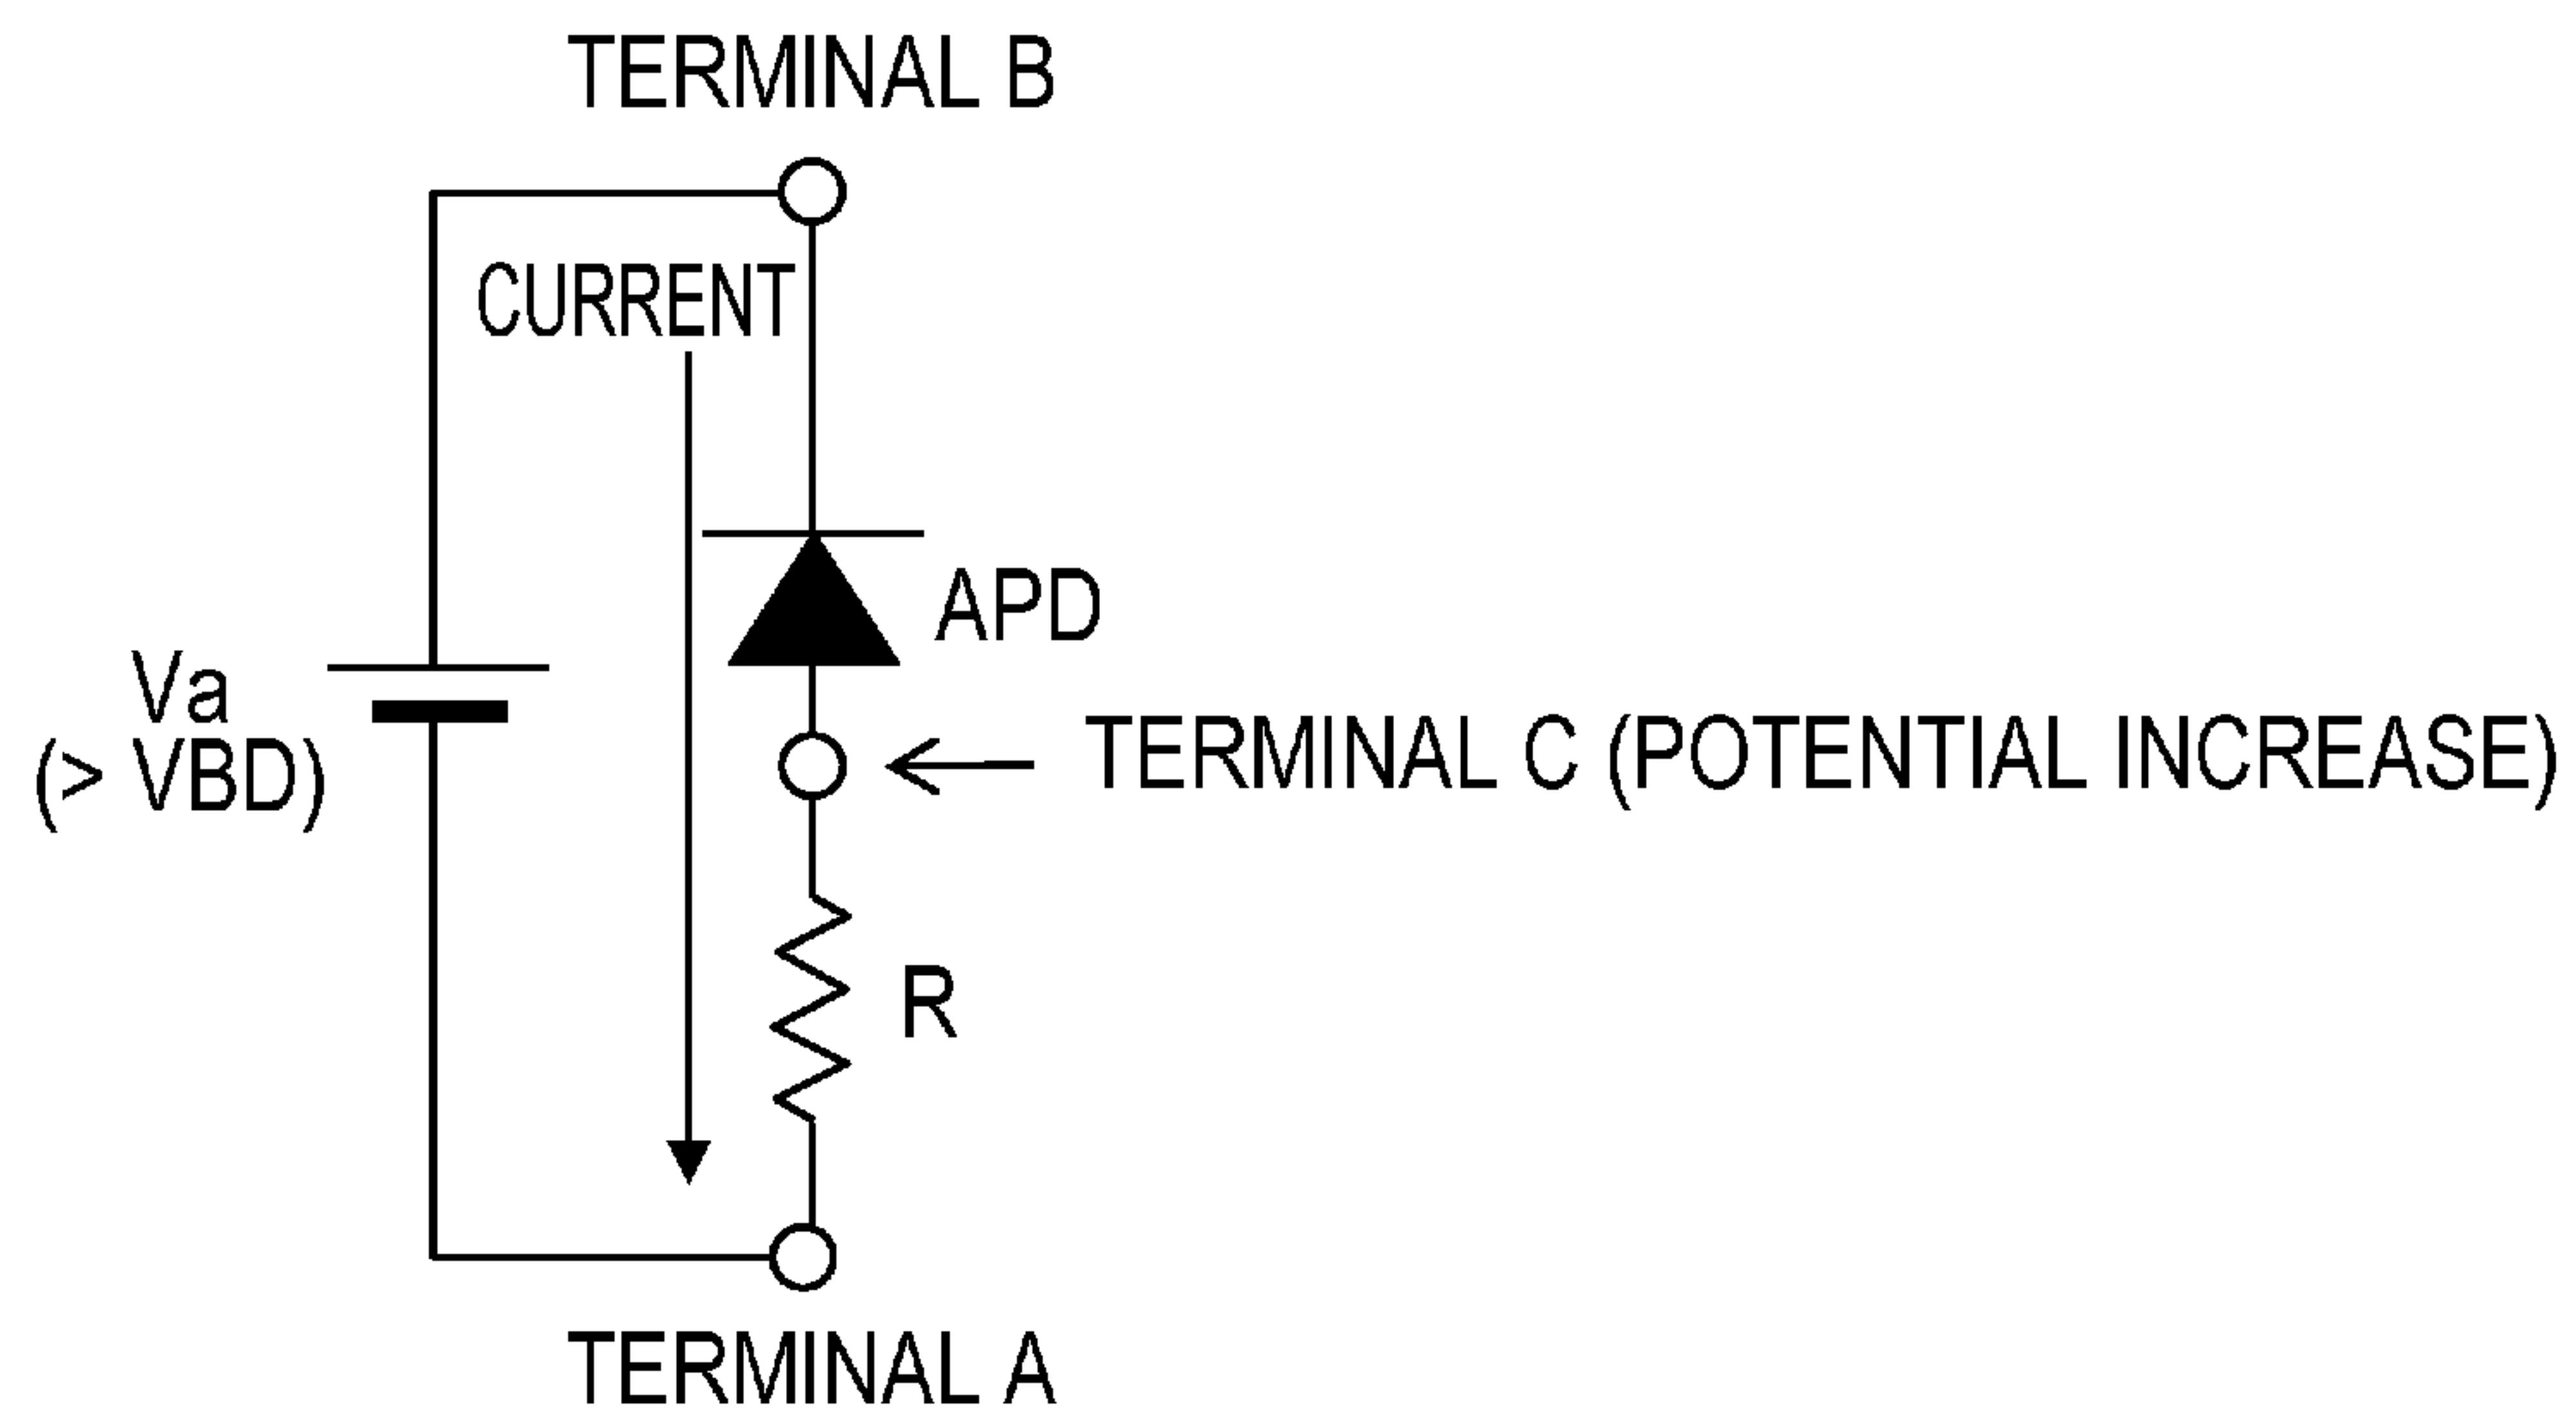 TERMINAL B
CURRENT
APD
Va
(> VBD)
TERMINAL C (POTENTIAL INCREASE)
R
TERMINAL A